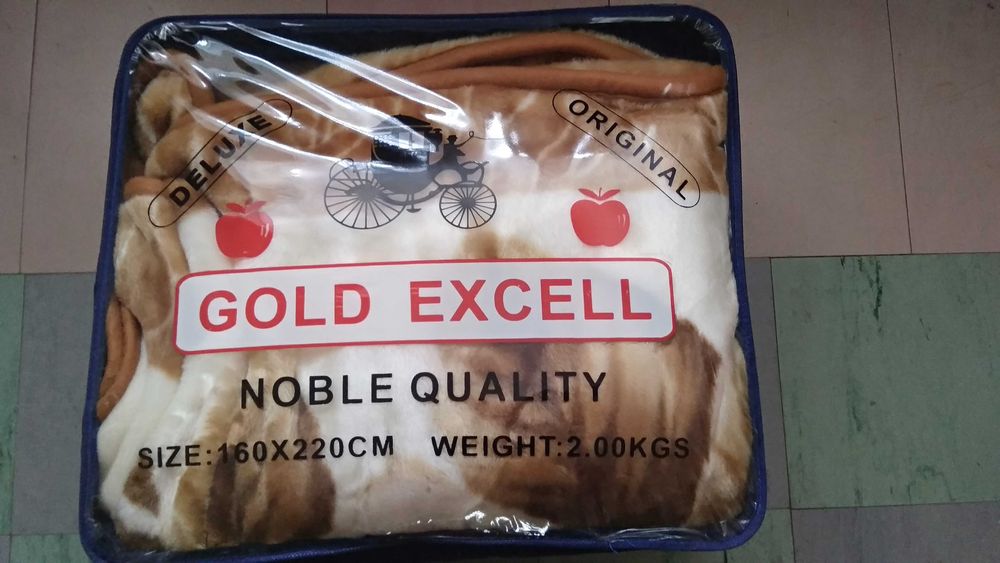 DELUXE
ORIGINAL
GOLD EXCELL
NOBLE QUALITY
SIZE:160X220CM WEIGHT:2.00KGS